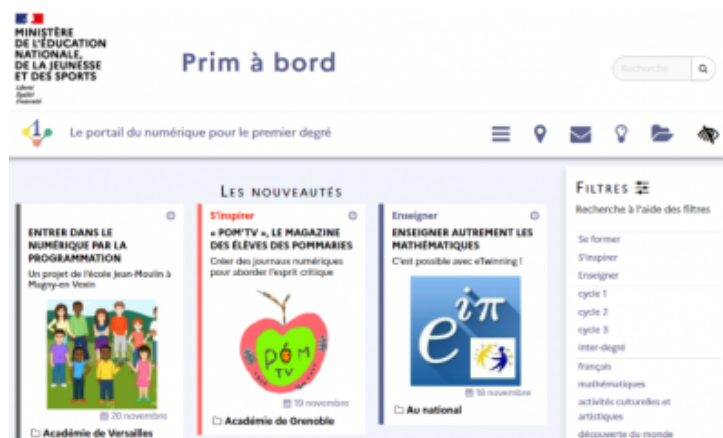 MINISTÈRE
DE L'ÉDUCATION
NATIONALE,
DE LA JEUNESSE
ET DES SPORTS
Liberté
Égalité
Fraternité
Prim à bord
Recherche
1
Le portail du numérique pour le premier degré
LES NOUVEAUTÉS
ENTRER DANS LE
NUMÉRIQUE PAR LA
PROGRAMMATION
Un projet de l'école Jean-Moulin à
Magny-en Vexin
20 novembre
Académie de Versailles
S'inspirer
« POM'TV », LE MAGAZINE
DES ÉLÈVES DES POMMARIES
Créer des journaux numériques
pour aborder l'esprit critique
PÓM
TV
19 novembre
Académie de Grenoble
Enseigner
ENSEIGNER AUTREMENT LES
MATHÉMATIQUES
C'est possible avec eTwinning !
eiπ
18 novembre
Au national
FILTRES
Recherche à l'aide des filtres
Se former
S'inspirer
Enseigner
cycle 1
cycle 2
cycle 3
inter-degré
français
mathématiques
activités culturelles et
artistiques
découverte du monde